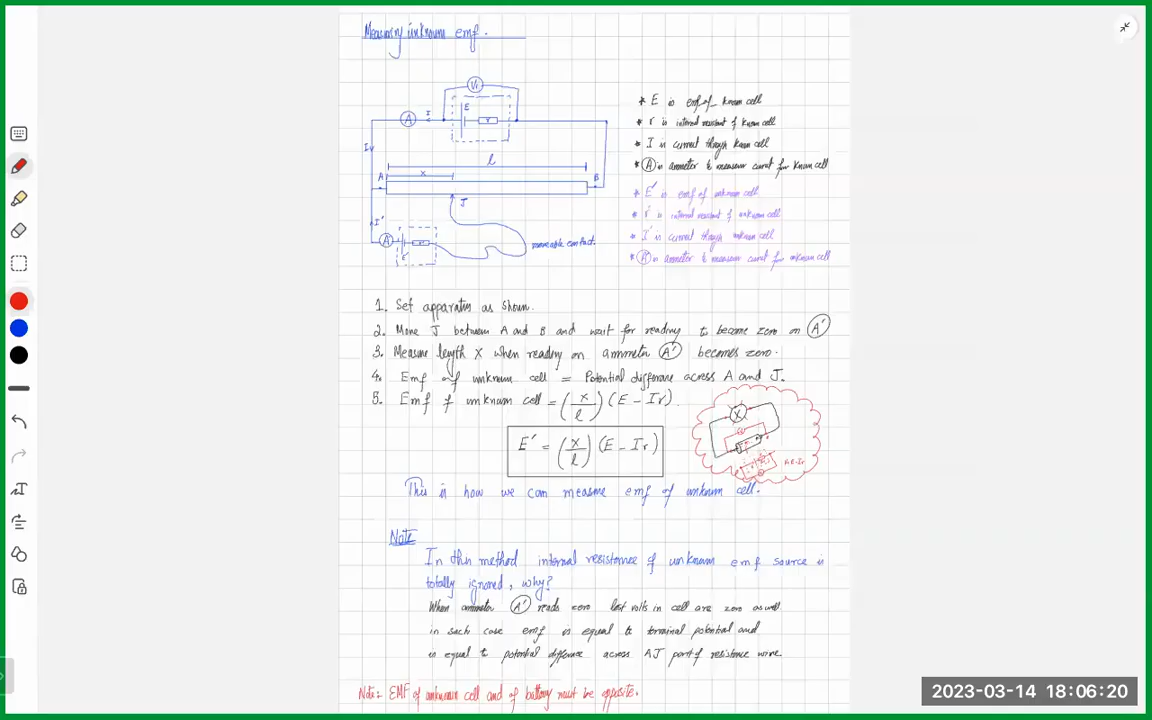 Measuring unknown emf.
V₁
E
A
I
r
I
l
x
A
B
J
I'
A'
E'
r'
moveable contact.
* E is emf of known cell
* r is internal resistant of known cell
* I is current through known cell
* A is ammeter to measure current for known cell
* E' is emf of unknown cell
* r' is internal resistant of unknown cell
* I' is current through unknown cell
* A' is ammeter to measure current for unknown cell
1. Set apparatus as shown.
2. Move J between A and B and wait for reading to become zero on A'
3. Measure length x when reading on ammeter A' becomes zero.
4. Emf of unknown cell = Potential difference across A and J.
5. Emf of unknown cell = (x/l) (E - Ir).
E' = (x/l) (E - Ir)
This is how we can measure emf of unknown cell.
Note
In this method internal resistance of unknown emf source is
totally ignored, why?
When ammeter A' reads zero lost volts in cell are zero as well
in such case emf is equal to terminal potential and
is equal to potential difference across AJ part of resistance wire.
Note:- EMF of unknown cell and of battery must be opposite.
2023-03-14 18:06:20